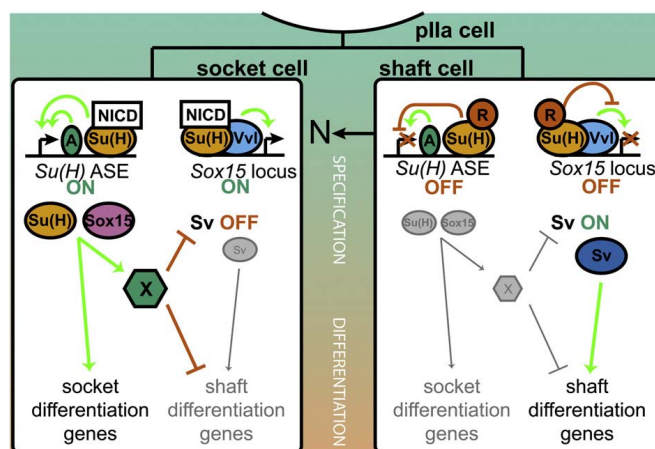 pIIa cell
socket cell
shaft cell
NICD
A
Su(H)
Su(H) ASE
ON
NICD
Su(H)
Vvl
Sox15 locus
ON
Su(H)
Sox15
X
Sv OFF
Sv
socket
differentiation
genes
shaft
differentiation
genes
N
SPECIFICATION
DIFFERENTIATION
R
A
Su(H)
Su(H) ASE
OFF
R
Su(H)
Vvl
Sox15 locus
OFF
Su(H)
Sox15
X
Sv ON
Sv
socket
differentiation
genes
shaft
differentiation
genes